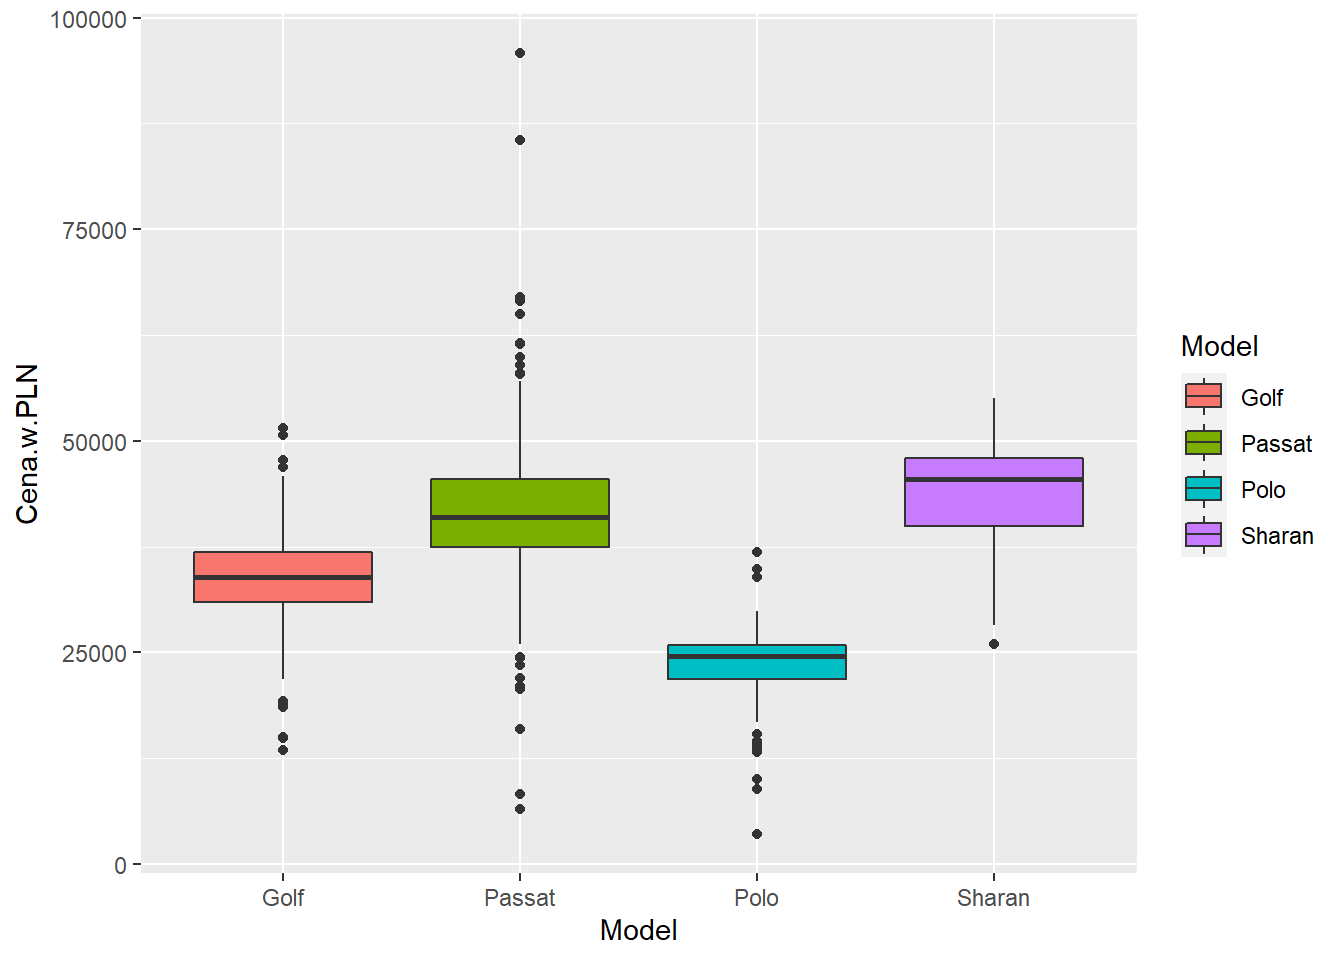 Cena.w.PLN
100000
75000
50000
25000
0
Golf
Passat
Polo
Sharan
Model
Model
Golf
Passat
Polo
Sharan